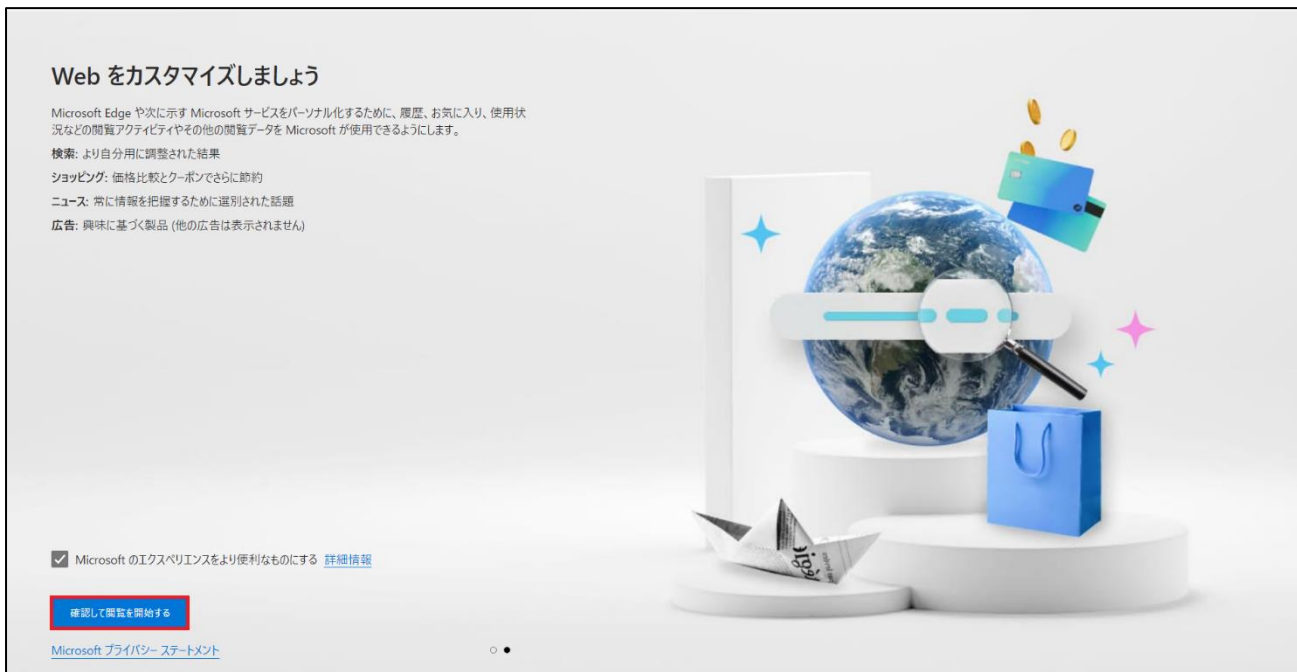 Web をカスタマイズしましょう
Microsoft Edge や次に示す Microsoft サービスをパーソナル化するために、履歴、お気に入り、使用状
況などの閲覧アクティビティやその他の閲覧データを Microsoft が使用できるようにします。
検索: より自分用に調整された結果
ショッピング: 価格比較とクーポンでさらに節約
ニュース: 常に情報を把握するために選別された話題
広告: 興味に基づく製品 (他の広告は表示されません)
Microsoft のエクスペリエンスをより便利なものにする 詳細情報
確認して閲覧を開始する
Microsoft プライバシー ステートメント